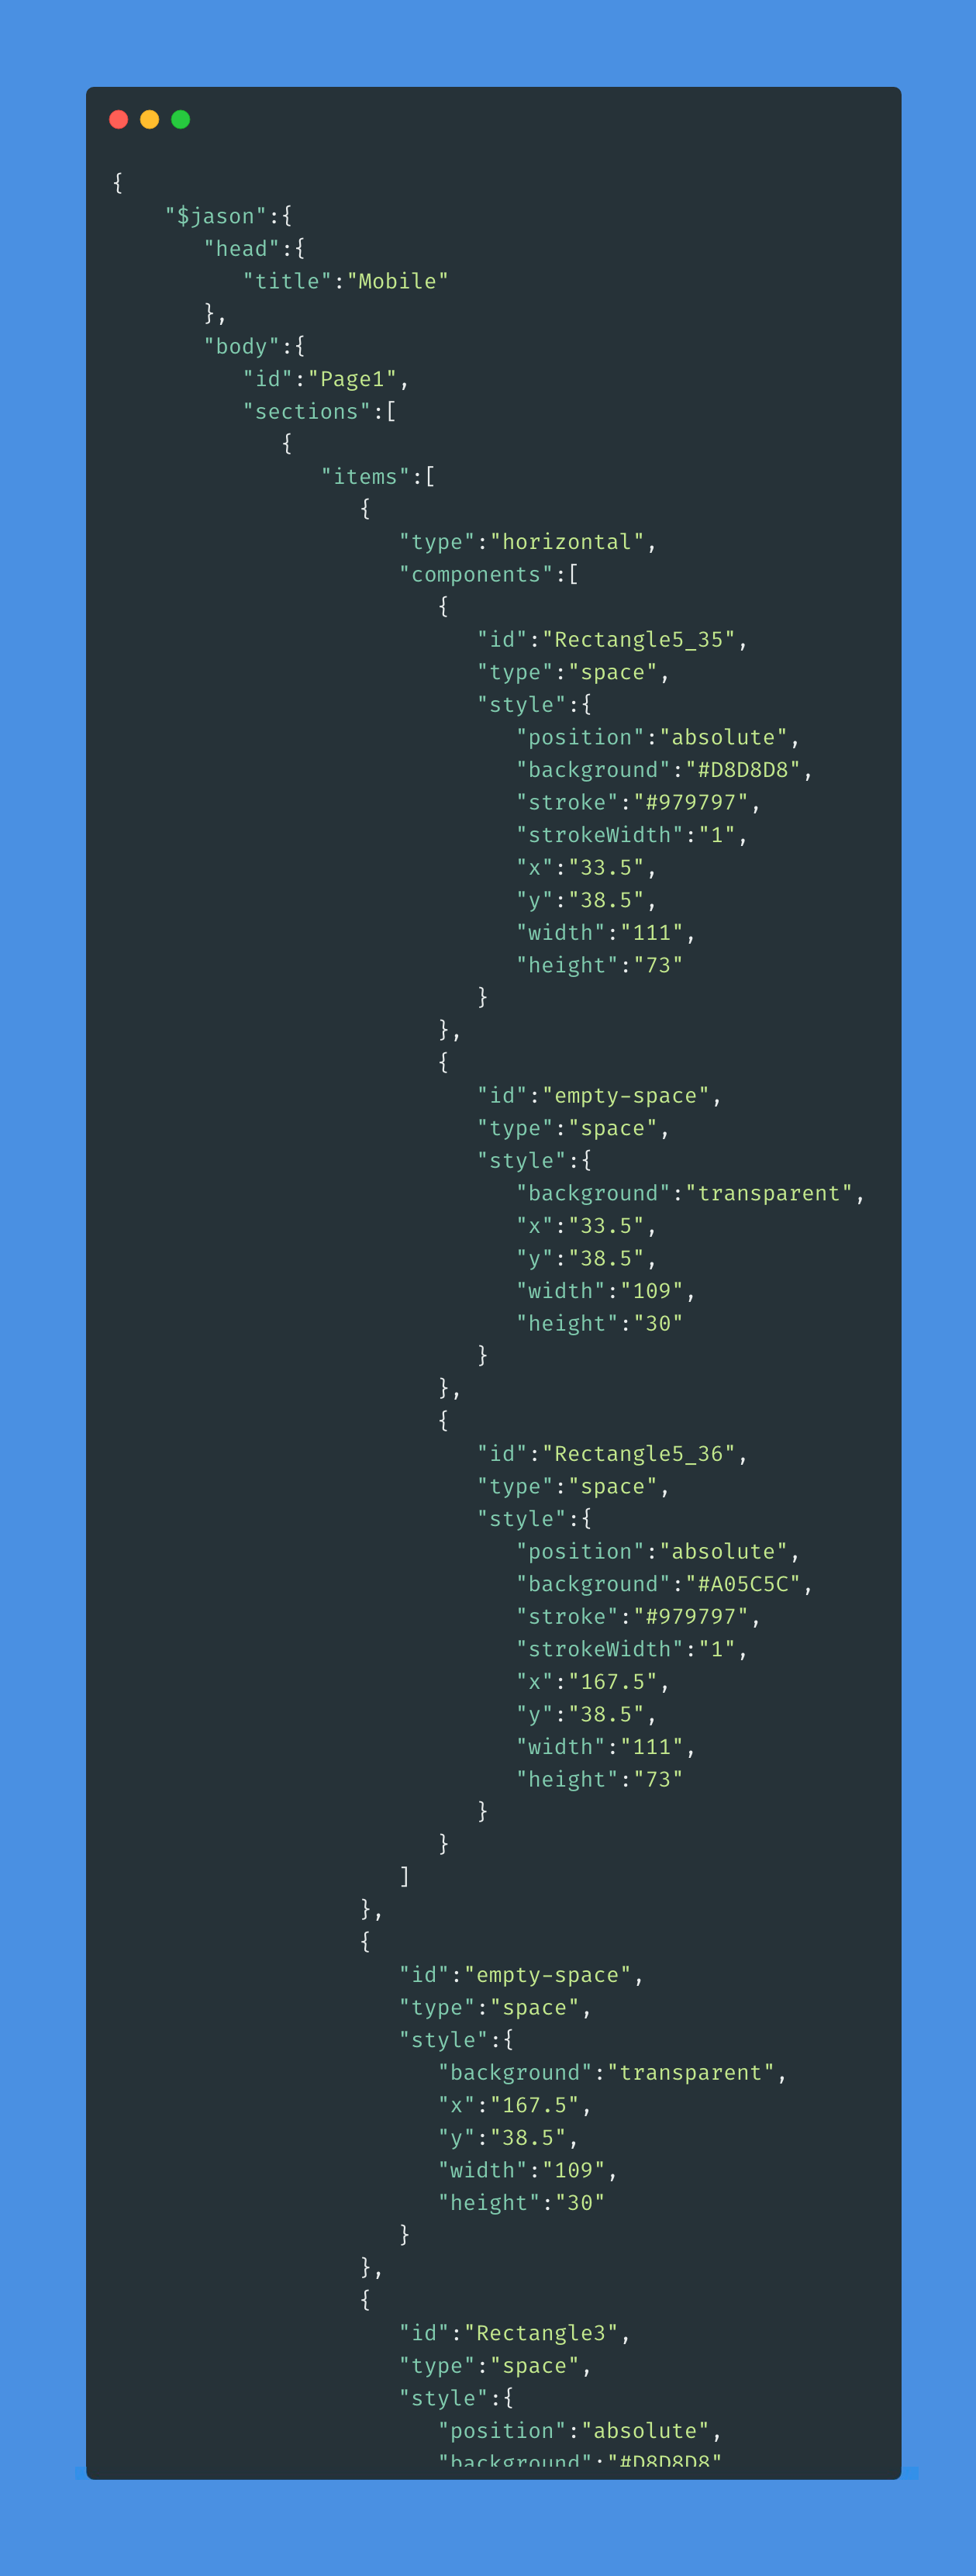 {
    "$jason":{
       "head":{
          "title":"Mobile"
       },
       "body":{
          "id":"Page1",
          "sections":[
             {
                "items":[
                   {
                      "type":"horizontal",
                      "components":[
                         {
                            "id":"Rectangle5_35",
                            "type":"space",
                            "style":{
                               "position":"absolute",
                               "background":"#D8D8D8",
                               "stroke":"#979797",
                               "strokeWidth":"1",
                               "x":"33.5",
                               "y":"38.5",
                               "width":"111",
                               "height":"73"
                            }
                         },
                         {
                            "id":"empty-space",
                            "type":"space",
                            "style":{
                               "background":"transparent",
                               "x":"33.5",
                               "y":"38.5",
                               "width":"109",
                               "height":"30"
                            }
                         },
                         {
                            "id":"Rectangle5_36",
                            "type":"space",
                            "style":{
                               "position":"absolute",
                               "background":"#A05C5C",
                               "stroke":"#979797",
                               "strokeWidth":"1",
                               "x":"167.5",
                               "y":"38.5",
                               "width":"111",
                               "height":"73"
                            }
                         }
                      ]
                   },
                   {
                      "id":"empty-space",
                      "type":"space",
                      "style":{
                         "background":"transparent",
                         "x":"167.5",
                         "y":"38.5",
                         "width":"109",
                         "height":"30"
                      }
                   },
                   {
                      "id":"Rectangle3",
                      "type":"space",
                      "style":{
                         "position":"absolute",
                         "background":"#D8D8D8"